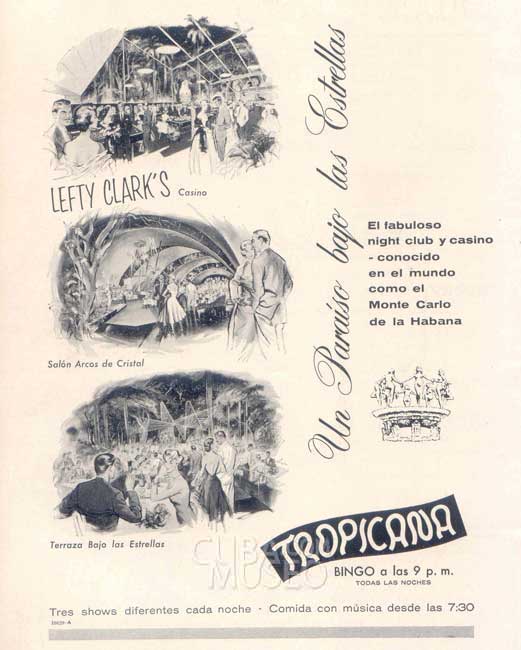 LEFTY CLARK'S Casino
Salón Arcos de Cristal
Terraza Bajo las Estrellas
Un Paraíso bajo las Estrellas
El fabuloso
night club y casino
- conocido
en el mundo
como el
Monte Carlo
de la Habana
TROPICANA
BINGO a las 9 p. m.
TODAS LAS NOCHES
CUBA MUSEO
Tres shows diferentes cada noche · Comida con música desde las 7:30